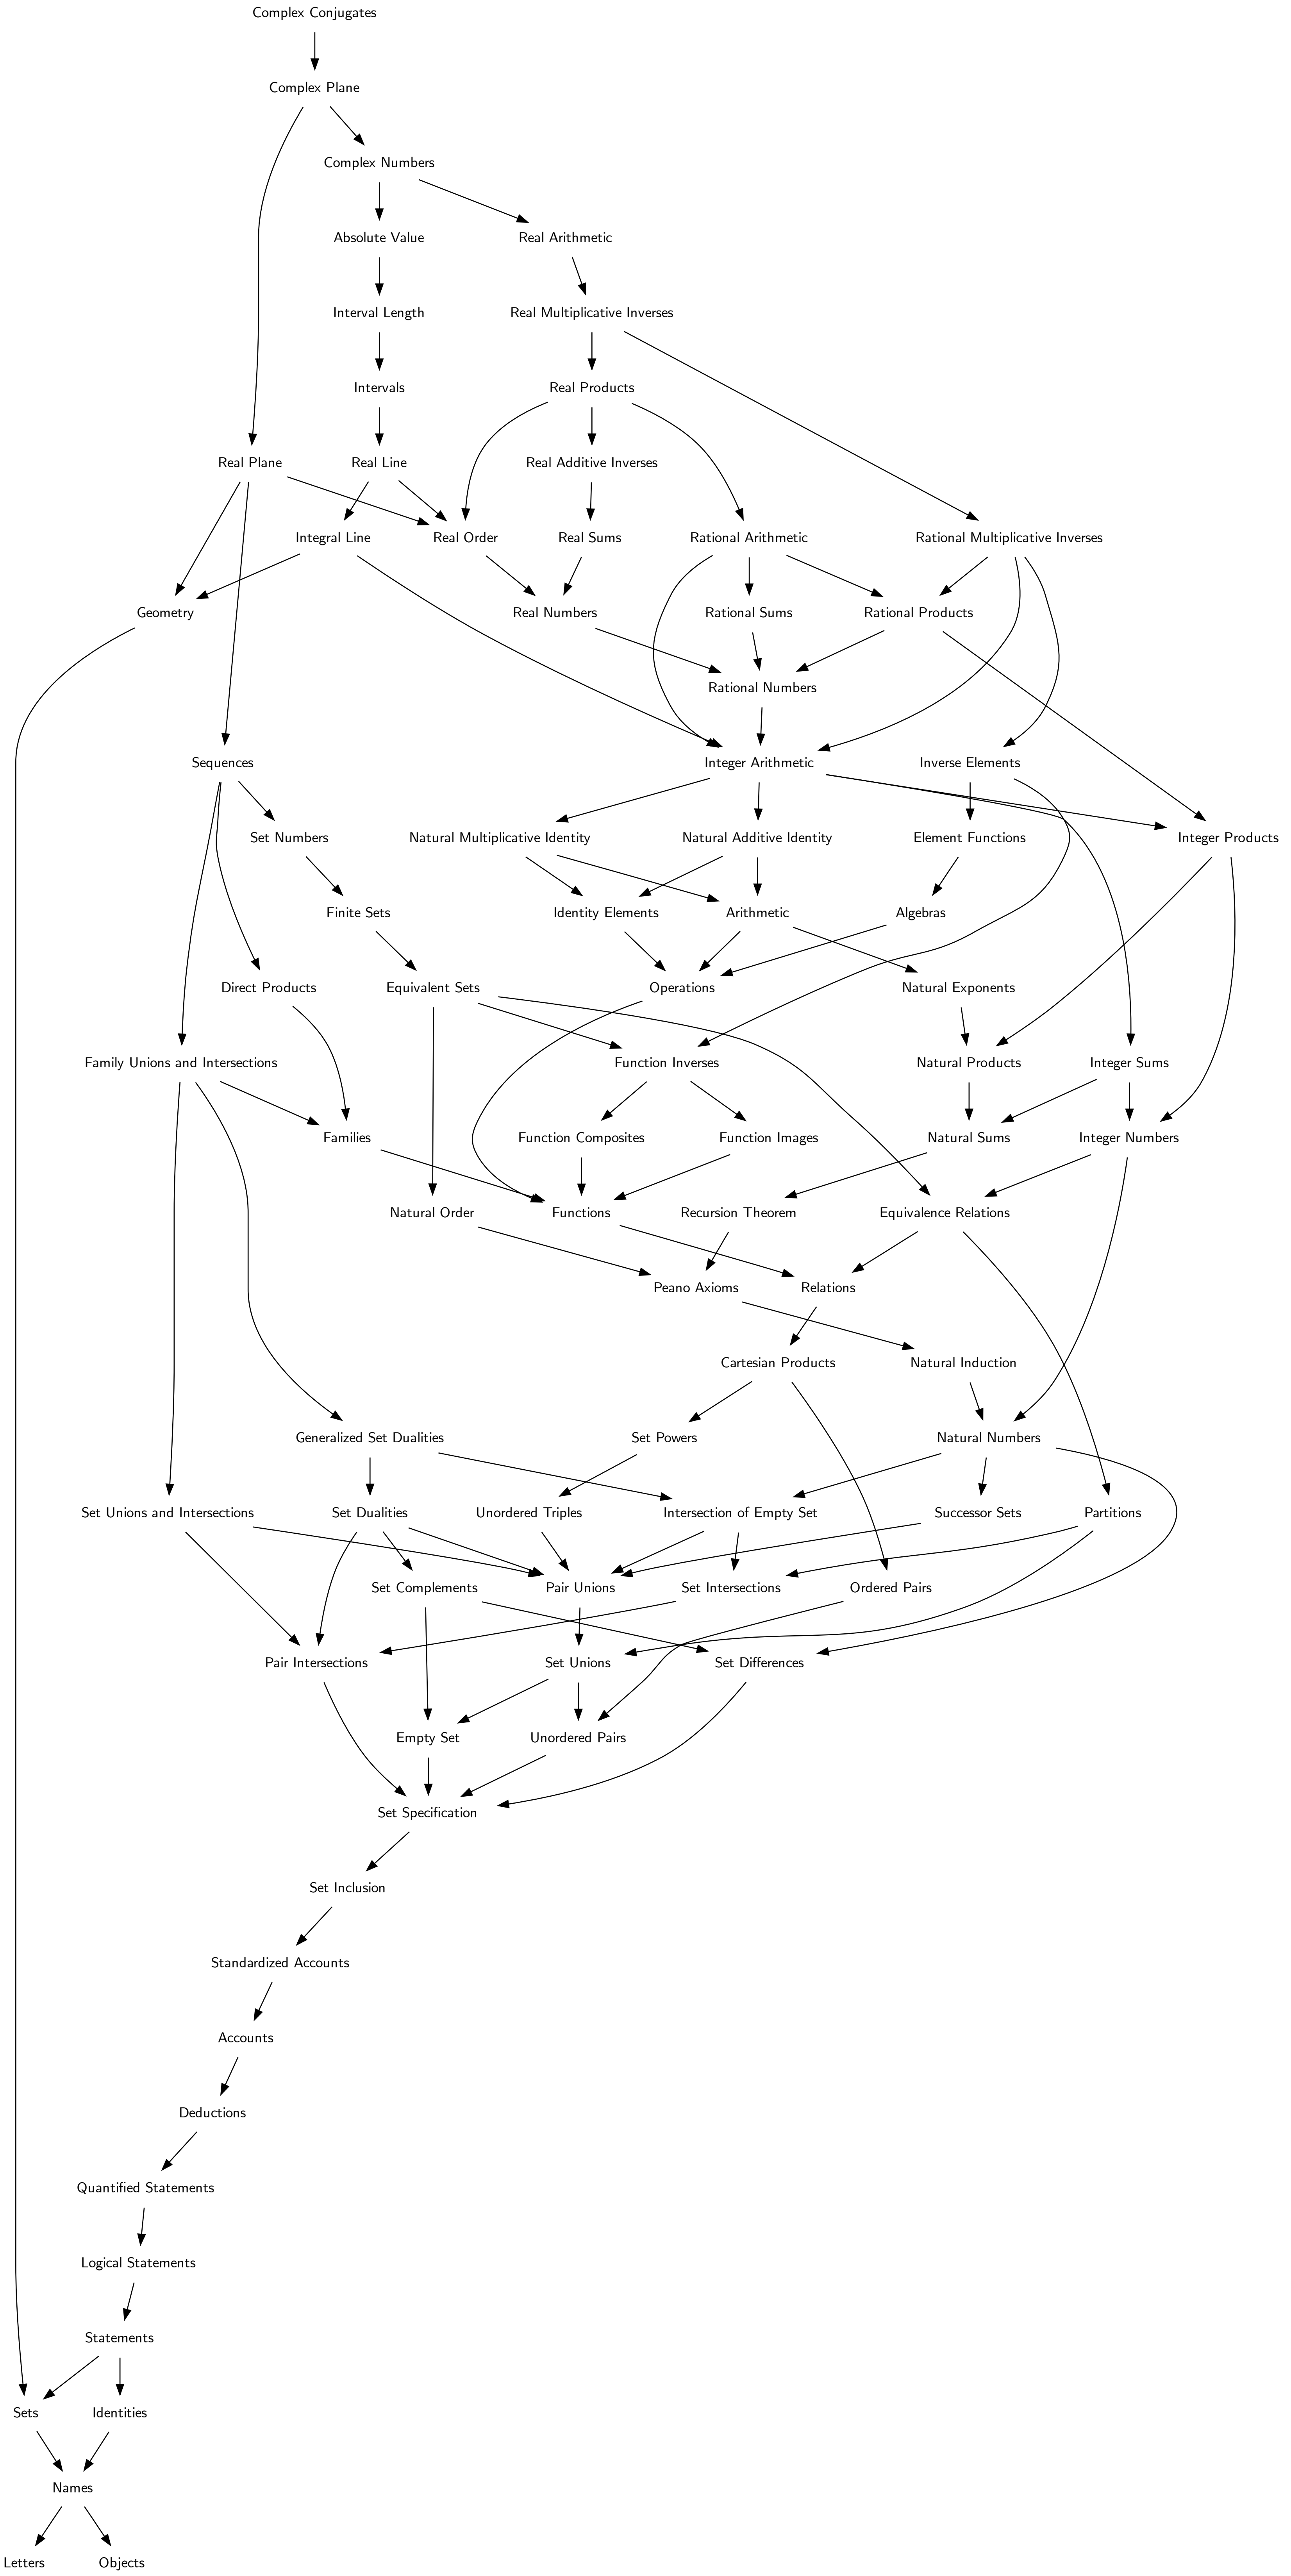 Complex Conjugates
Complex Plane
Complex Numbers
Absolute Value
Real Arithmetic
Interval Length
Real Multiplicative Inverses
Intervals
Real Products
Real Plane
Real Line
Real Additive Inverses
Integral Line
Real Order
Real Sums
Rational Arithmetic
Rational Multiplicative Inverses
Geometry
Real Numbers
Rational Sums
Rational Products
Rational Numbers
Sequences
Integer Arithmetic
Inverse Elements
Set Numbers
Natural Multiplicative Identity
Natural Additive Identity
Element Functions
Integer Products
Finite Sets
Identity Elements
Arithmetic
Algebras
Direct Products
Equivalent Sets
Operations
Natural Exponents
Family Unions and Intersections
Function Inverses
Natural Products
Integer Sums
Families
Function Composites
Function Images
Natural Sums
Integer Numbers
Natural Order
Functions
Recursion Theorem
Equivalence Relations
Peano Axioms
Relations
Cartesian Products
Natural Induction
Generalized Set Dualities
Set Powers
Natural Numbers
Set Unions and Intersections
Set Dualities
Unordered Triples
Intersection of Empty Set
Successor Sets
Partitions
Set Complements
Pair Unions
Set Intersections
Ordered Pairs
Pair Intersections
Set Unions
Set Differences
Empty Set
Unordered Pairs
Set Specification
Set Inclusion
Standardized Accounts
Accounts
Deductions
Quantified Statements
Logical Statements
Statements
Sets
Identities
Names
Letters
Objects